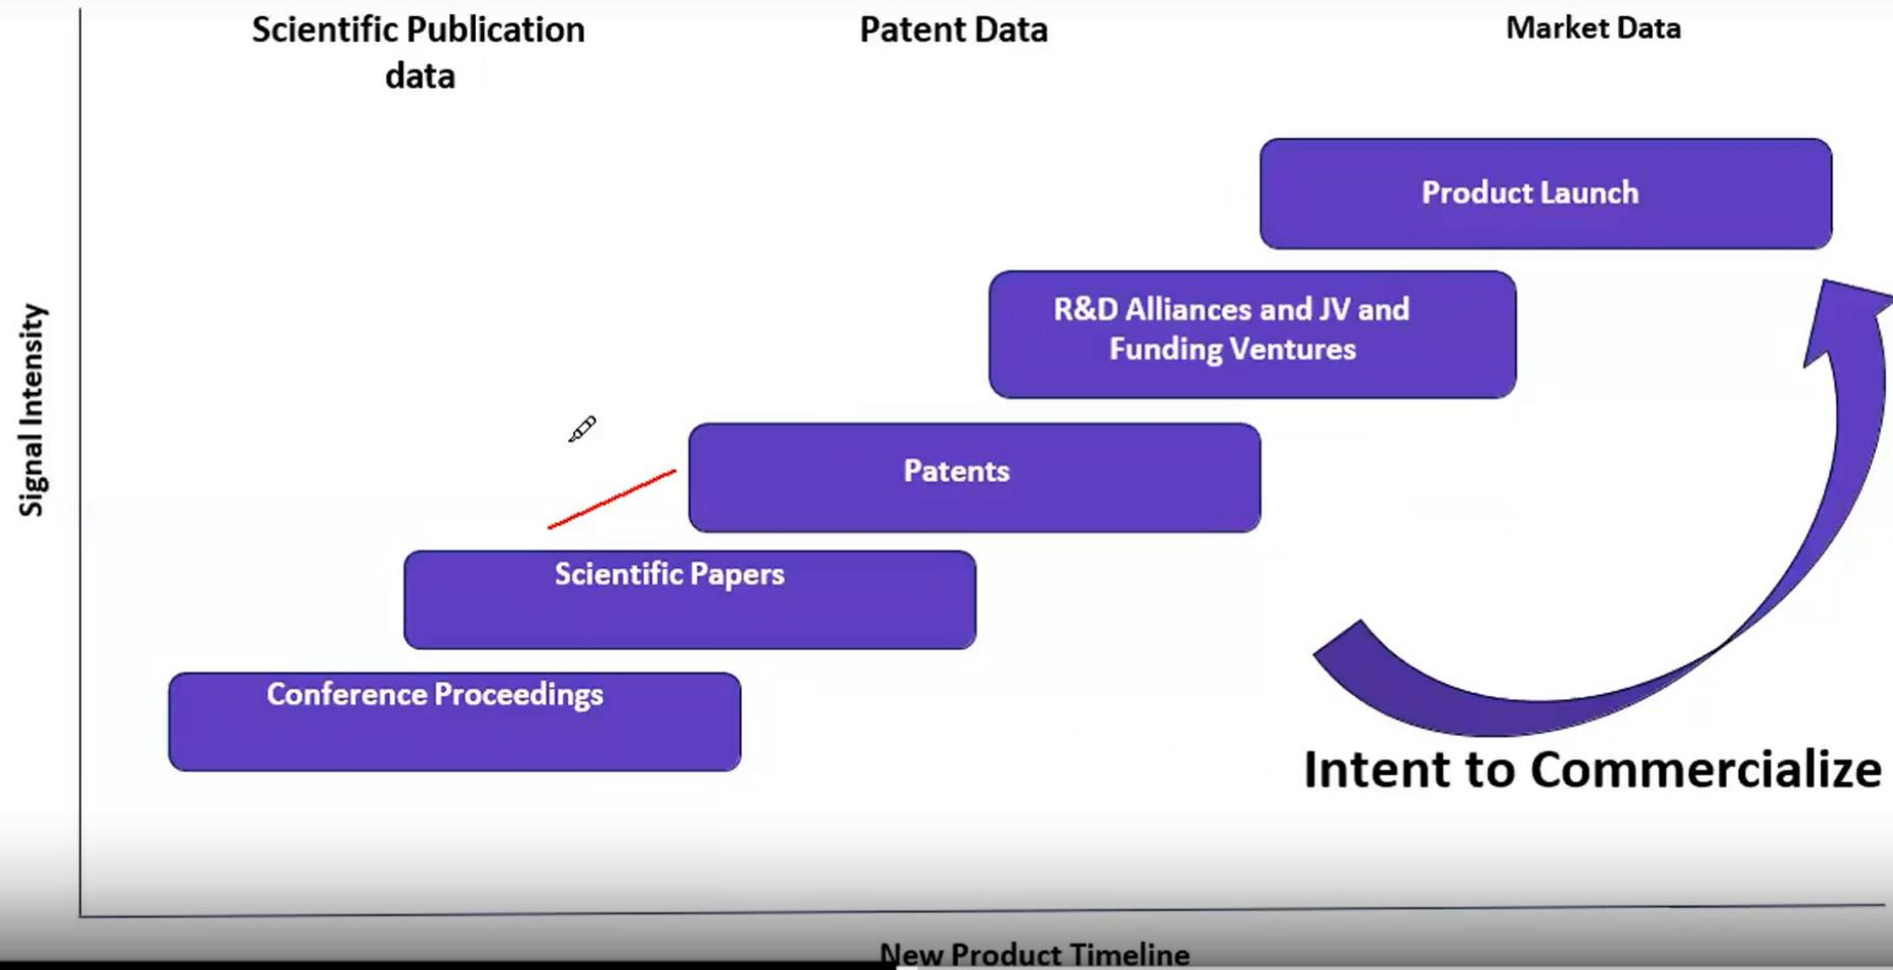 Scientific Publication
data
Patent Data
Market Data
Product Launch
R&D Alliances and JV and
Funding Ventures
Signal Intensity
Patents
Scientific Papers
Conference Proceedings
Intent to Commercialize
New Product Timeline